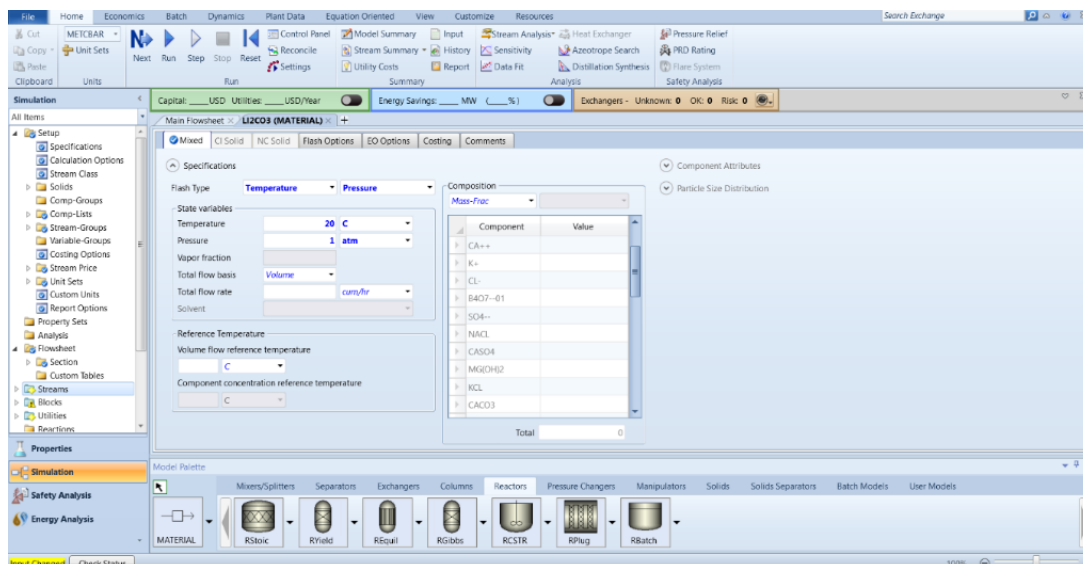 File Home Economics Batch Dynamics Plant Data Equation Oriented View Customize Resources Search Exchange
Cut METCBAR Next Run Step Stop Reset Control Panel Model Summary Input Stream Analysis Heat Exchanger Pressure Relief
Copy Unit Sets Reconcile Stream Summary History Sensitivity Azeotrope Search PRD Rating
Paste Settings Utility Costs Report Data Fit Distillation Synthesis Flare System
Clipboard Units Run Summary Analysis Safety Analysis
Simulation
Capital: ____USD Utilities: ____USD/Year Energy Savings: ____ MW (____%) Exchangers - Unknown: 0 OK: 0 Risk: 0
All Items
Main Flowsheet × LI2CO3 (MATERIAL) × +
Setup
Specifications
Calculation Options
Stream Class
Solids
Comp-Groups
Comp-Lists
Stream-Groups
Variable-Groups
Costing Options
Stream Price
Unit Sets
Custom Units
Report Options
Property Sets
Analysis
Flowsheet
Section
Custom Tables
Streams
Blocks
Utilities
Reactions
Properties
Simulation
Safety Analysis
Energy Analysis
Mixed CI Solid NC Solid Flash Options EO Options Costing Comments
Specifications
Flash Type Temperature Pressure
State variables
Temperature 20 C
Pressure 1 atm
Vapor fraction
Total flow basis Volume
Total flow rate cum/hr
Solvent
Reference Temperature
Volume flow reference temperature
C
Component concentration reference temperature
C
Composition
Mass-Frac
Component Value
CA++
K+
CL-
B4O7--01
SO4--
NACL
CASO4
MG(OH)2
KCL
CACO3
Total 0
Component Attributes
Particle Size Distribution
Model Palette
Mixers/Splitters Separators Exchangers Columns Reactors Pressure Changers Manipulators Solids Solids Separators Batch Models User Models
MATERIAL RStoic RYield REquil RGibbs RCSTR RPlug RBatch
Input Changed Check Status 100%